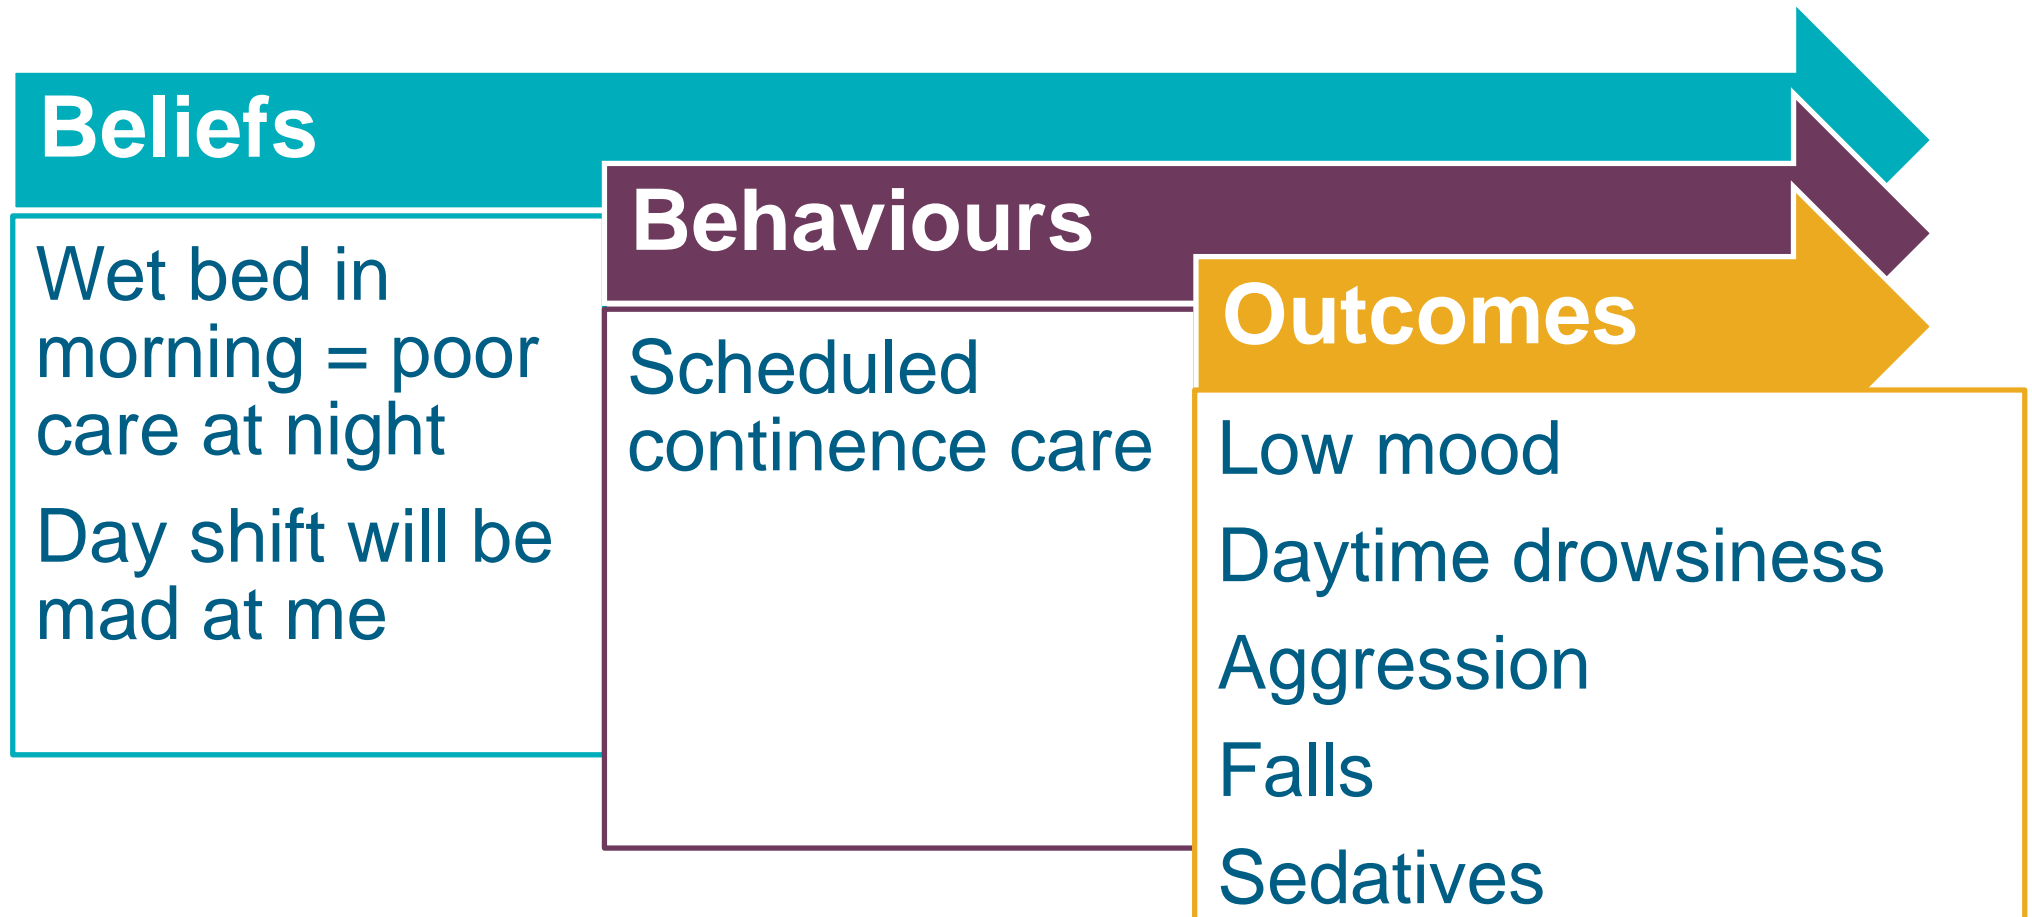 Beliefs
Wet bed in
morning = poor
care at night
Day shift will be
mad at me
Behaviours
Scheduled
continence care
Outcomes
Low mood
Daytime drowsiness
Aggression
Falls
Sedatives